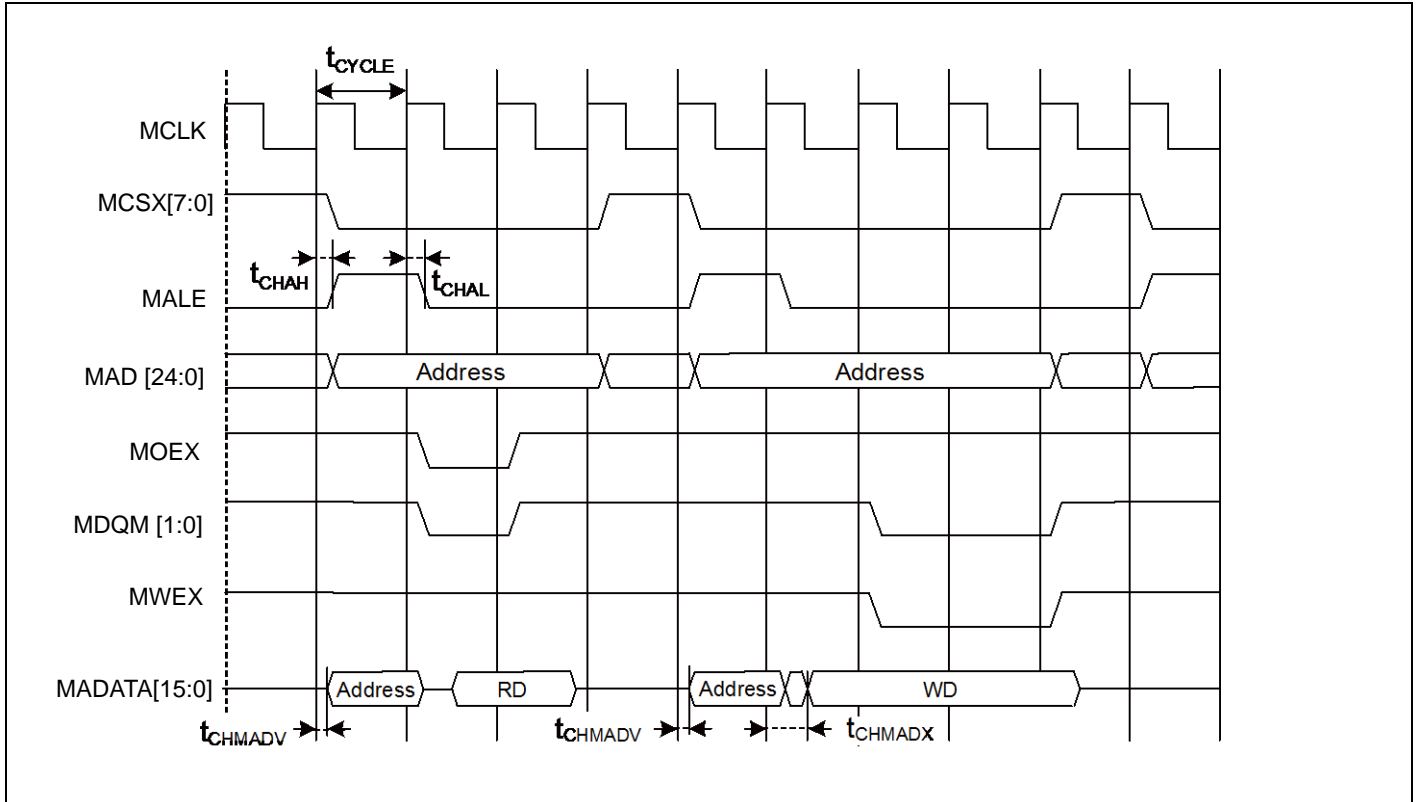 tCYCLE
MCLK
MCSX[7:0]
tCHAH
tCHAL
MALE
MAD [24:0]
Address
Address
MOEX
MDQM [1:0]
MWEX
MADATA[15:0]
Address
RD
Address
WD
tCHMADV
tCHMADV
tCHMADX